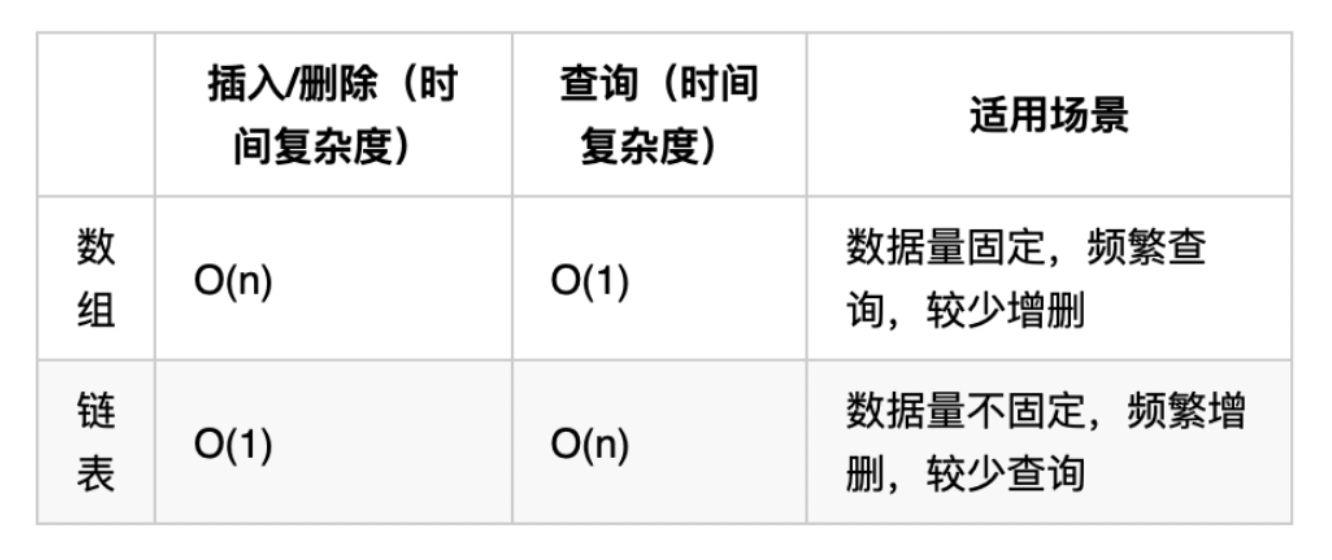 插入/删除（时
间复杂度）
查询（时间
复杂度）
适用场景
数
组
O(n)
O(1)
数据量固定，频繁查
询，较少增删
链
表
O(1)
O(n)
数据量不固定，频繁增
删，较少查询